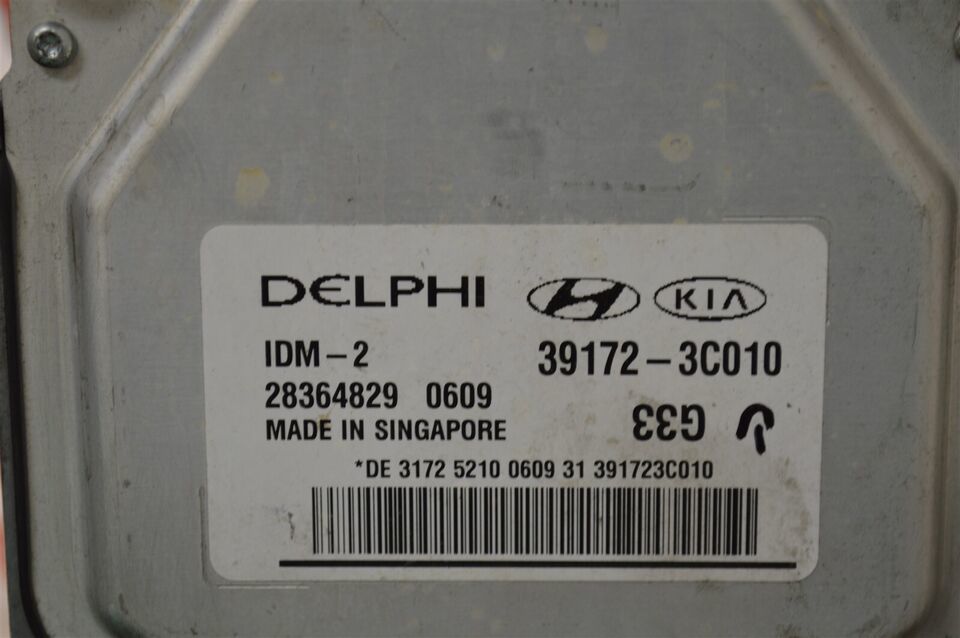 DELPHI KIA
IDM-2 39172-3C010
28364829 0609
MADE IN SINGAPORE G33
*DE 3172 5210 0609 31 391723C010